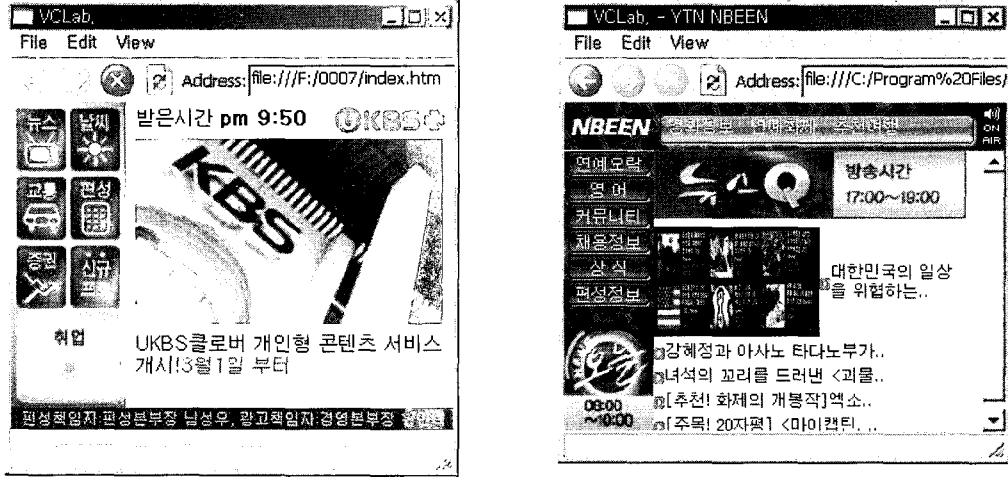 VCLab,
File Edit View
Address: file:///F:/0007/index.htm
뉴스 날씨
받은시간 pm 9:50
KBS
교통 편성
KBS
증권 신규
취업
UKBS클로버 개인형 콘텐츠 서비스
개시!3월1일 부터
편성책임자:편성본부장 남성우, 광고책임자:경영본부장
VCLab, - YTN NBEEN
File Edit View
Address: file:///C:/Program%20Files/
NBEEN 연예화제 추천여행
ON
AIR
연예오락
영어
커뮤니티
채용정보
상식
편성정보
방송시간
17:00~19:00
대한민국의 일상
을 위협하는..
강혜정과 아사노 타다노부가..
녀석의 꼬리를 드러낸 <괴물..
[추천! 화제의 개봉작]엑소..
[주목! 20자평] <마이캡틴, ..
08:00
~10:00